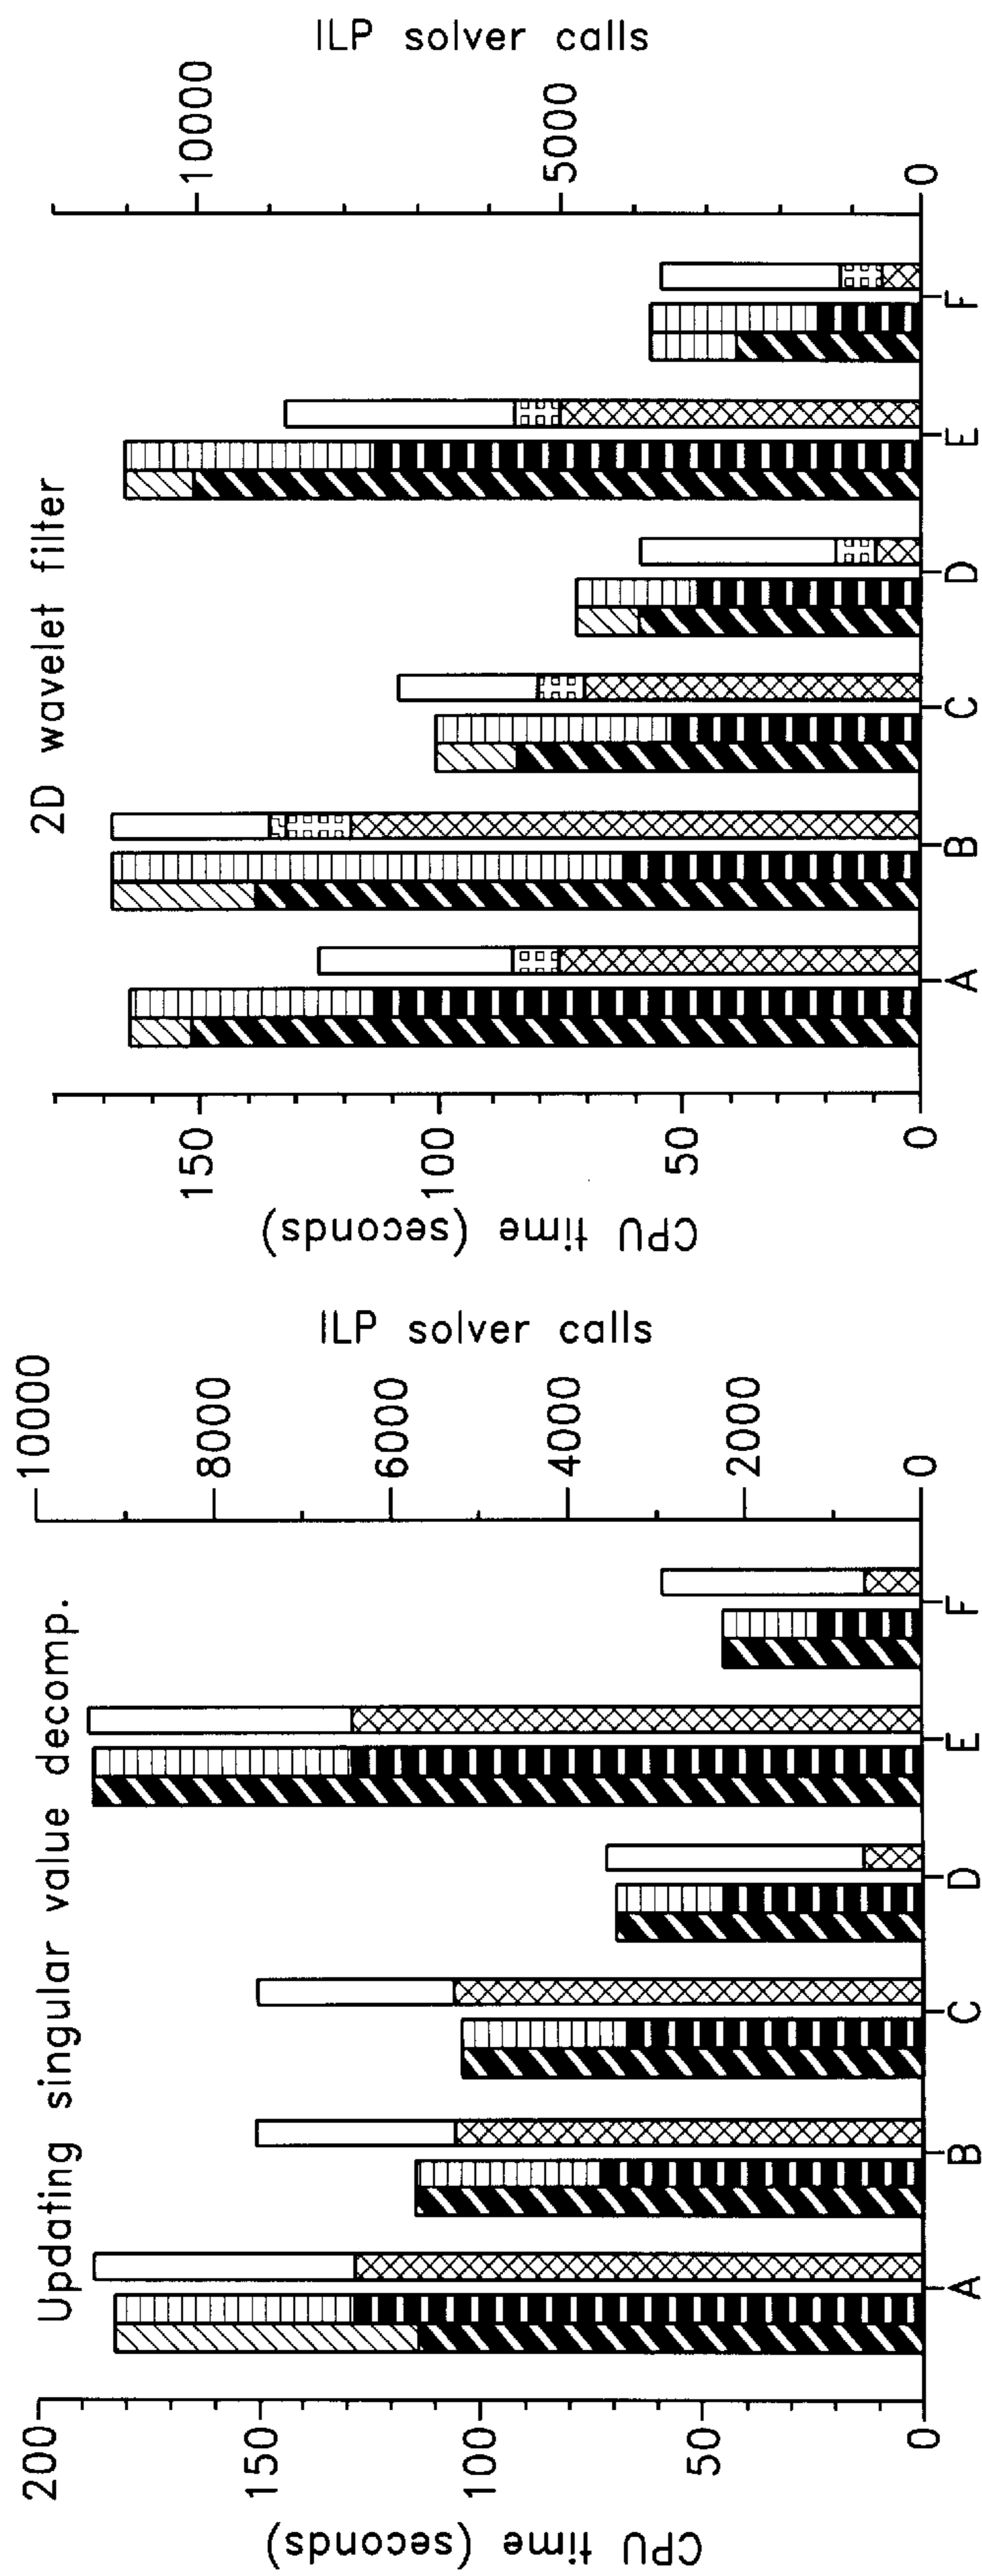 Updating singular value decomp.
CPU time (seconds)
200
150
100
50
0
A
B
C
D
E
F
10000
8000
6000
4000
2000
0
ILP solver calls
2D wavelet filter
CPU time (seconds)
150
100
50
0
A
B
C
D
E
F
10000
5000
0
ILP solver calls